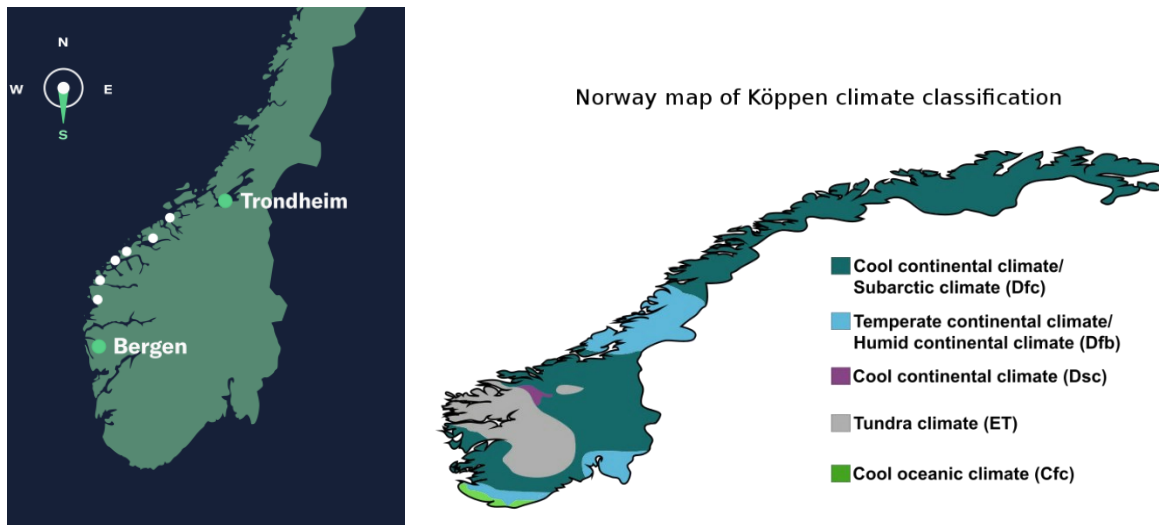 N
W E
S
Trondheim
Bergen
Norway map of Köppen climate classification
Cool continental climate/
Subarctic climate (Dfc)
Temperate continental climate/
Humid continental climate (Dfb)
Cool continental climate (Dsc)
Tundra climate (ET)
Cool oceanic climate (Cfc)